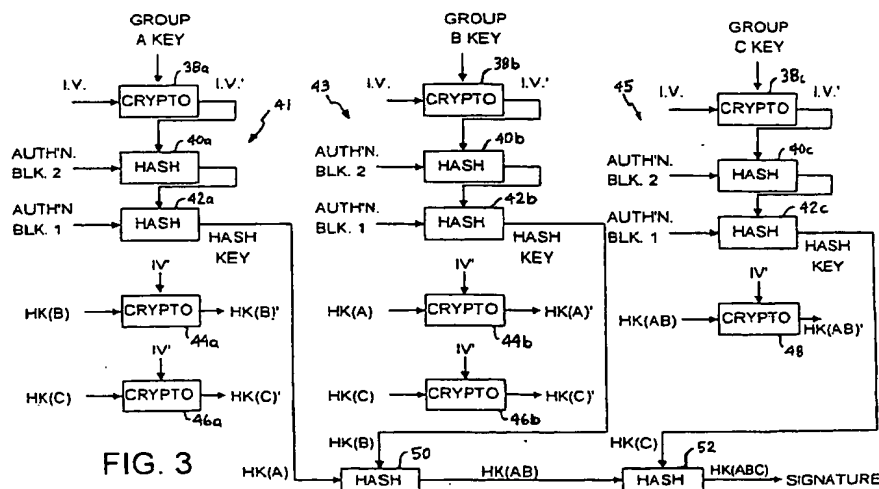 GROUP
A KEY
38a
I.V.
I.V.'
CRYPTO
41
40a
AUTH'N.
BLK. 2
HASH
42a
AUTH'N.
BLK. 1
HASH
HASH
KEY
IV'
HK(B)
CRYPTO
HK(B)'
44a
IV'
HK(C)
CRYPTO
HK(C)'
46a
GROUP
B KEY
38b
I.V.
I.V.'
CRYPTO
43
40b
AUTH'N.
BLK. 2
HASH
42b
AUTH'N.
BLK. 1
HASH
HASH
KEY
IV'
HK(A)
CRYPTO
HK(A)'
44b
IV'
HK(C)
CRYPTO
HK(C)'
46b
GROUP
C KEY
38c
I.V.
I.V.'
CRYPTO
45
40c
AUTH'N.
BLK. 2
HASH
42c
AUTH'N.
BLK. 1
HASH
HASH
KEY
IV'
HK(AB)
CRYPTO
HK(AB)'
48
FIG. 3
HK(A)
HK(B)
50
HASH
HK(AB)
HK(C)
52
HASH
HK(ABC)
SIGNATURE